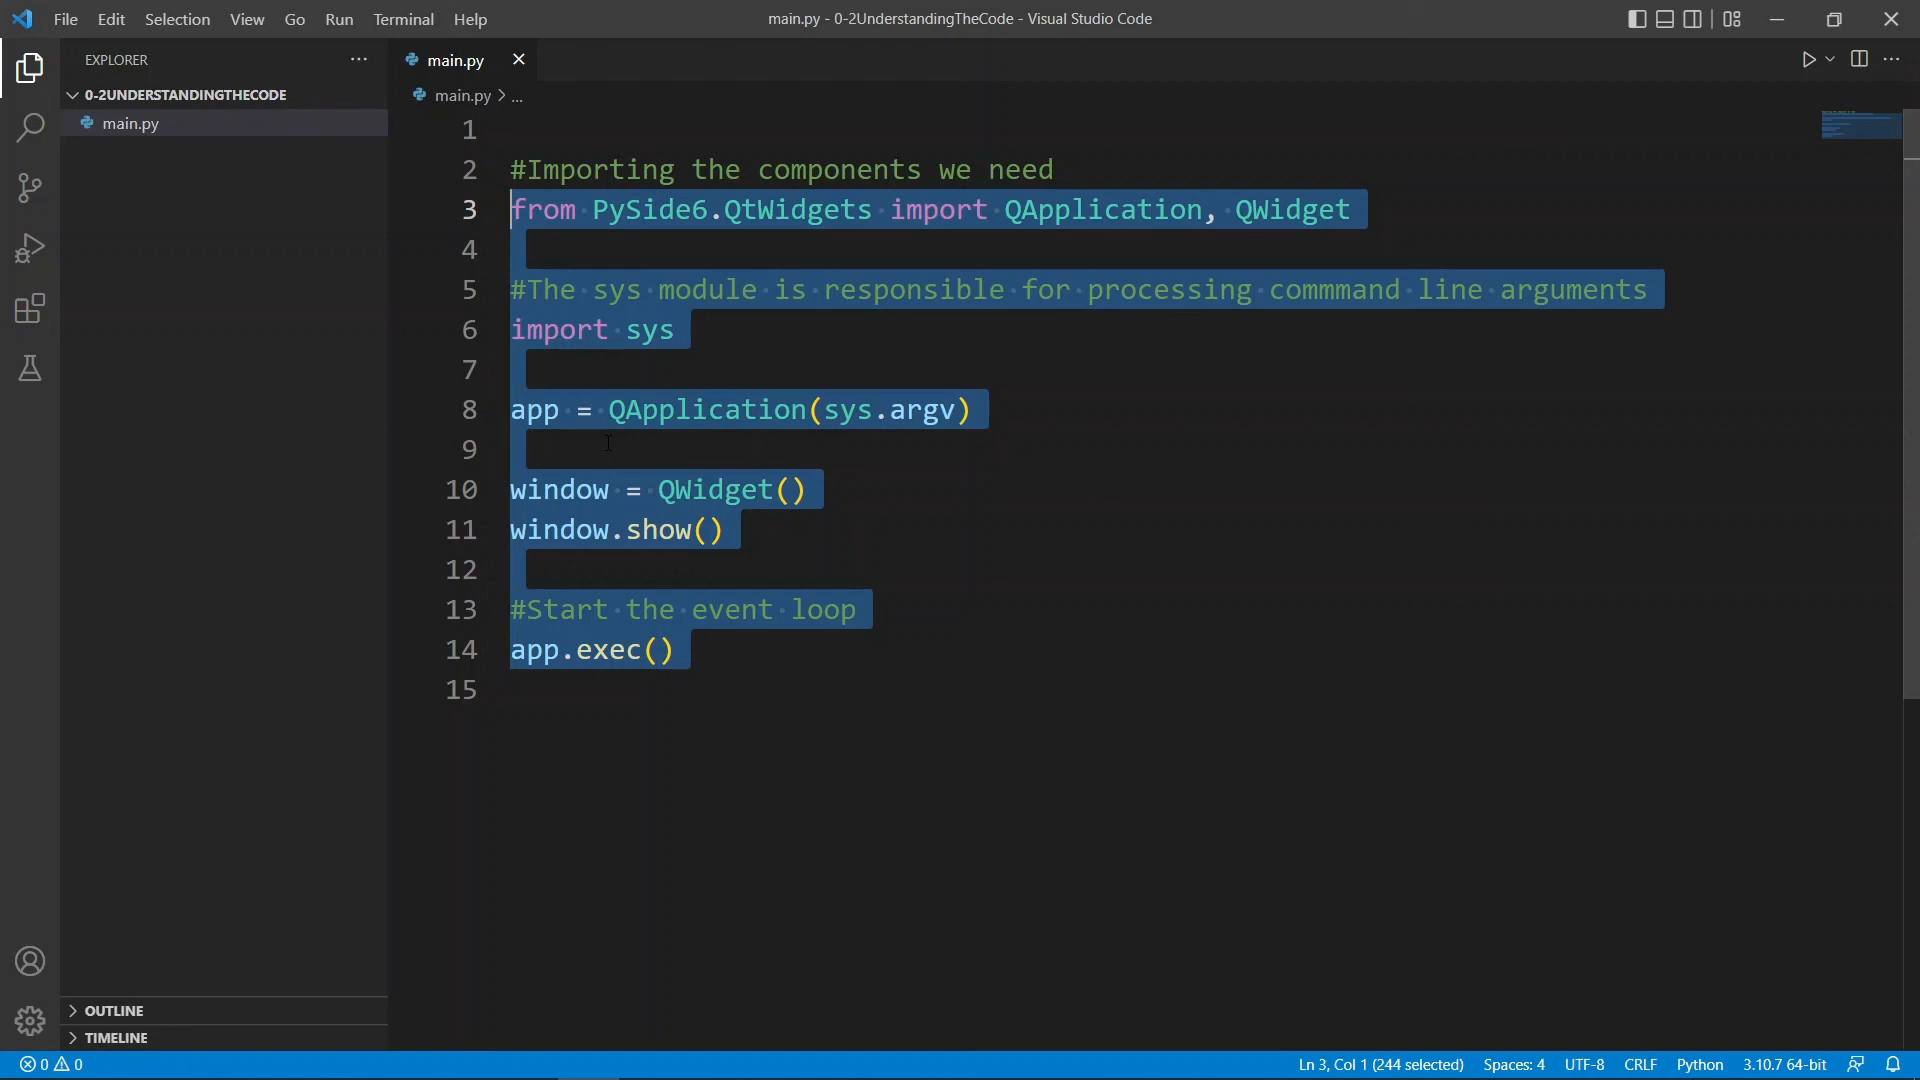 File Edit Selection View Go Run Terminal Help
main.py - 0-2UnderstandingTheCode - Visual Studio Code
EXPLORER
0-2UNDERSTANDINGTHECODE
main.py
main.py
main.py > ...
1
2 #Importing the components we need
3 from PySide6.QtWidgets import QApplication, QWidget
4
5 #The sys module is responsible for processing commmand line arguments
6 import sys
7
8 app = QApplication(sys.argv)
9
10 window = QWidget()
11 window.show()
12
13 #Start the event loop
14 app.exec()
15
OUTLINE
TIMELINE
0 0
Ln 3, Col 1 (244 selected) Spaces: 4 UTF-8 CRLF Python 3.10.7 64-bit